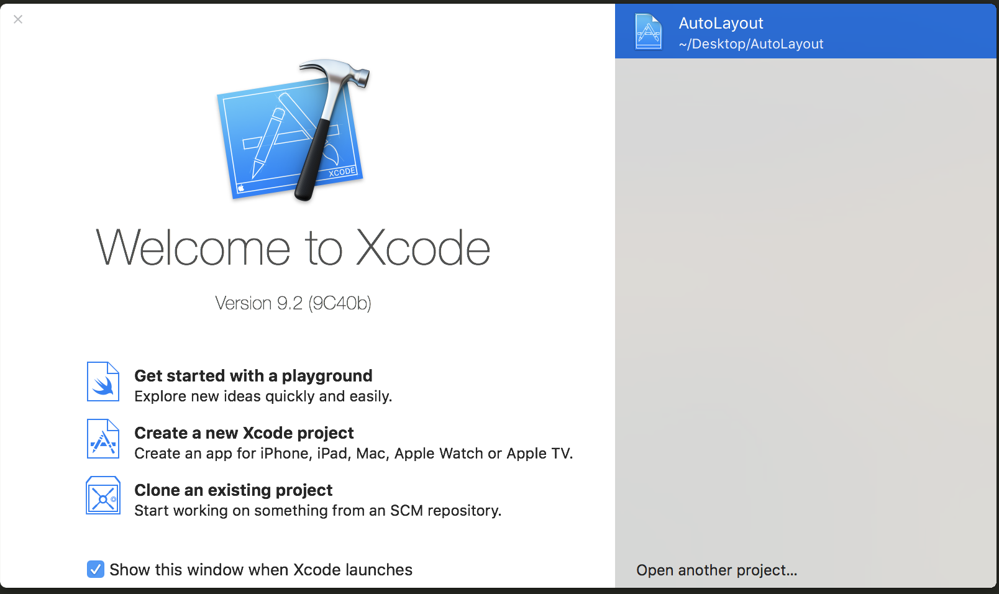 XCODE
Welcome to Xcode
Version 9.2 (9C40b)
Get started with a playground
Explore new ideas quickly and easily.
Create a new Xcode project
Create an app for iPhone, iPad, Mac, Apple Watch or Apple TV.
Clone an existing project
Start working on something from an SCM repository.
Show this window when Xcode launches
AutoLayout
~/Desktop/AutoLayout
Open another project...